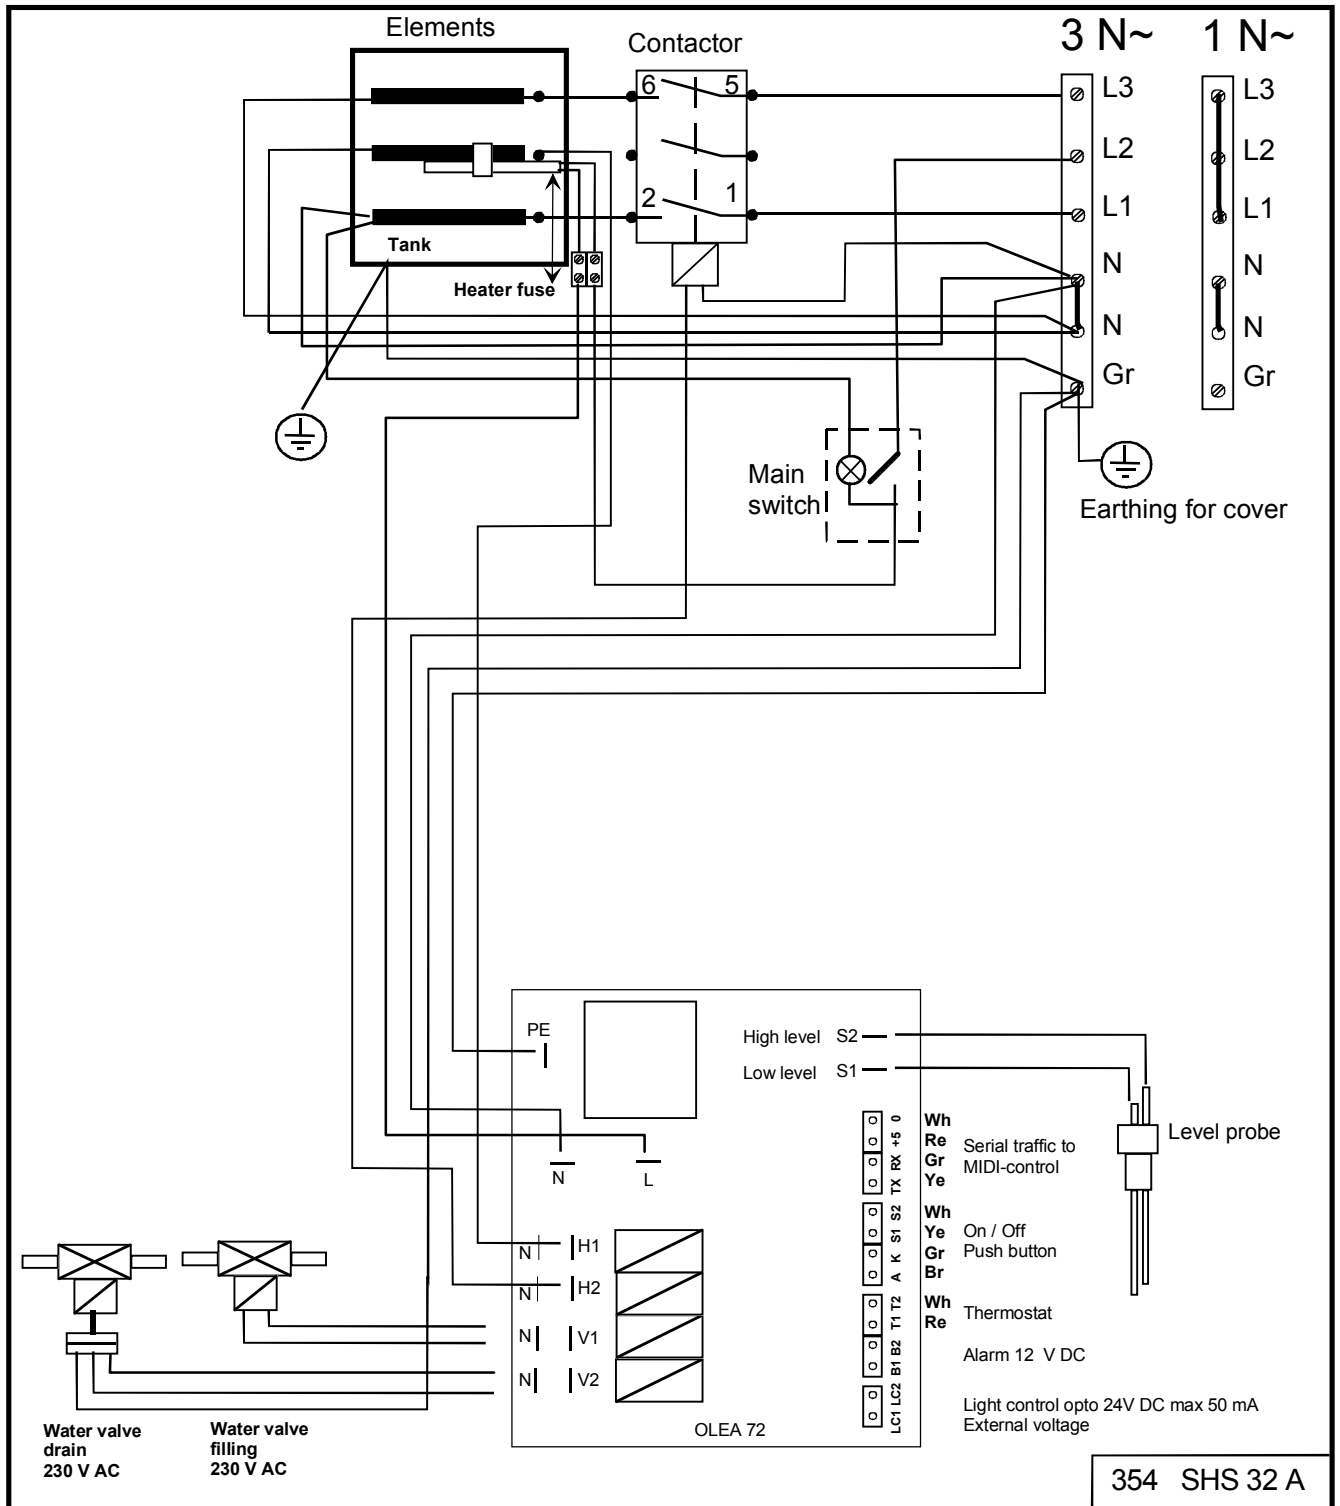 Elements
Contactor
3 N~
1 N~
6
5
2
1
Tank
Heater fuse
L3
L2
L1
N
N
Gr
L3
L2
L1
N
N
Gr
Main
switch
Earthing for cover
PE
High level S2
Low level S1
N
L
N H1
N H2
N V1
N V2
OLEA 72
0 Wh
+5 Re
RX Gr
TX Ye
Serial traffic to
MIDI-control
S2 Wh
S1 Ye
K Gr
A Br
On / Off
Push button
T2 Wh
T1 Re
Thermostat
B2
B1
Alarm 12 V DC
LC2
LC1
Light control opto 24V DC max 50 mA
External voltage
Level probe
Water valve
drain
230 V AC
Water valve
filling
230 V AC
354 SHS 32 A